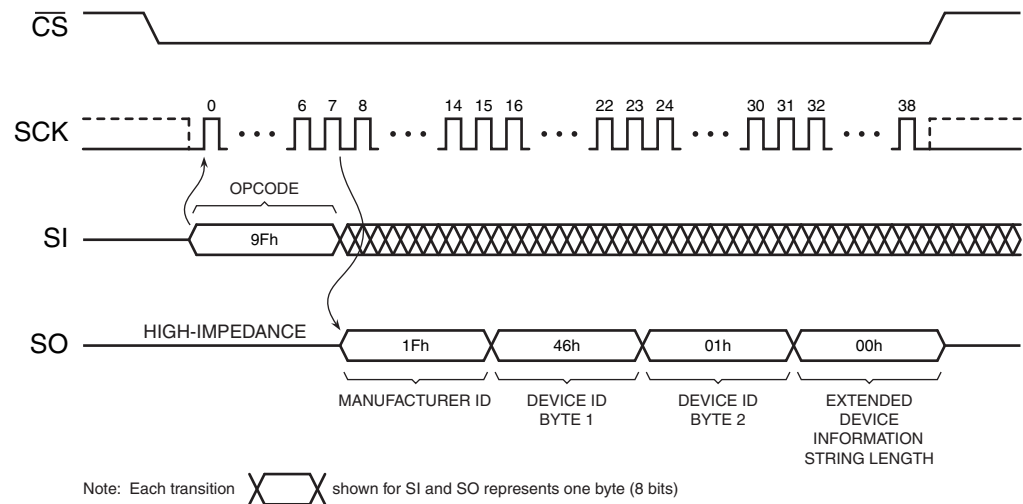 CS
0 6 7 8 14 15 16 22 23 24 30 31 32 38
SCK
OPCODE
SI
9Fh
HIGH-IMPEDANCE
SO
1Fh 46h 01h 00h
MANUFACTURER ID
DEVICE ID
BYTE 1
DEVICE ID
BYTE 2
EXTENDED
DEVICE
INFORMATION
STRING LENGTH
Note: Each transition shown for SI and SO represents one byte (8 bits)